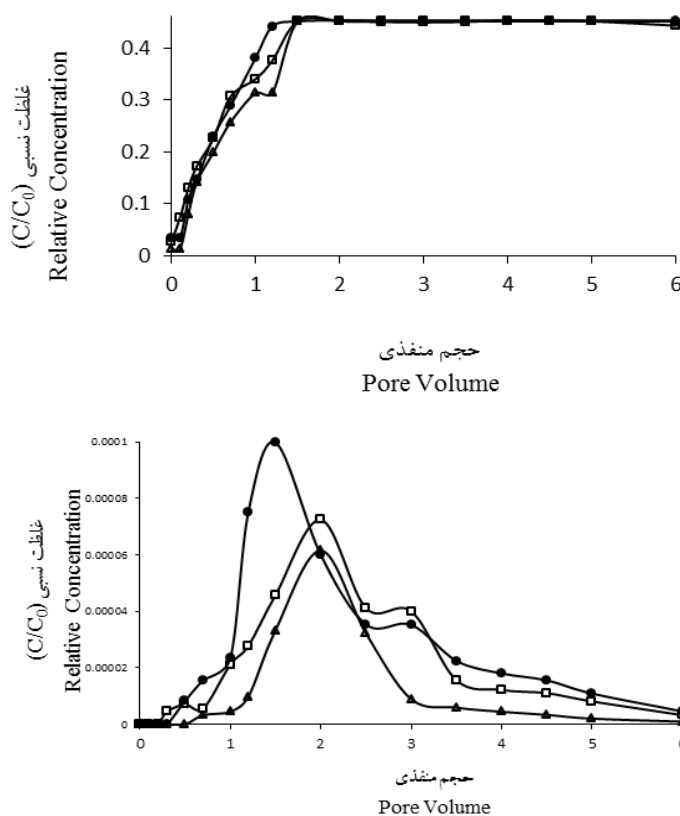 0.4
0.3
0.2
0.1
0
0 1 2 3 4 5 6
غلظت نسبی (C/C₀)
Relative Concentration
حجم منفذی
Pore Volume
0.0001
0.00008
0.00006
0.00004
0.00002
0
0 1 2 3 4 5 6
غلظت نسبی (C/C₀)
Relative Concentration
حجم منفذی
Pore Volume